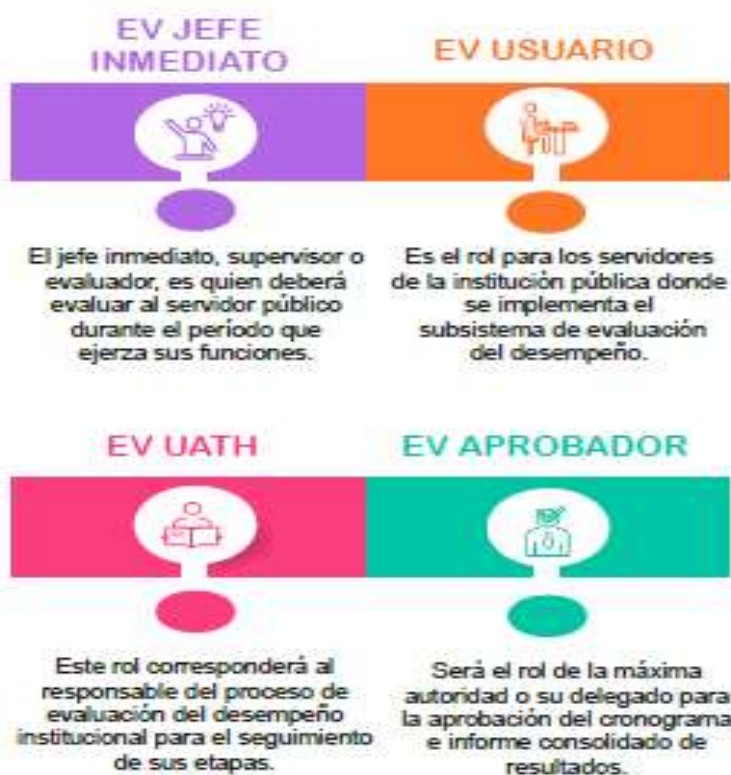 EV JEFE
INMEDIATO
El jefe inmediato, supervisor o
evaluador, es quien deberá
evaluar al servidor público
durante el período que
ejerza sus funciones.
EV USUARIO
Es el rol para los servidores
de la institución pública donde
se implementa el
subsistema de evaluación
del desempeño.
EV UATH
Este rol corresponderá al
responsable del proceso de
evaluación del desempeño
institucional para el seguimiento
de sus etapas.
EV APROBADOR
Será el rol de la máxima
autoridad o su delegado para
la aprobación del cronograma
e informe consolidado de
resultados.